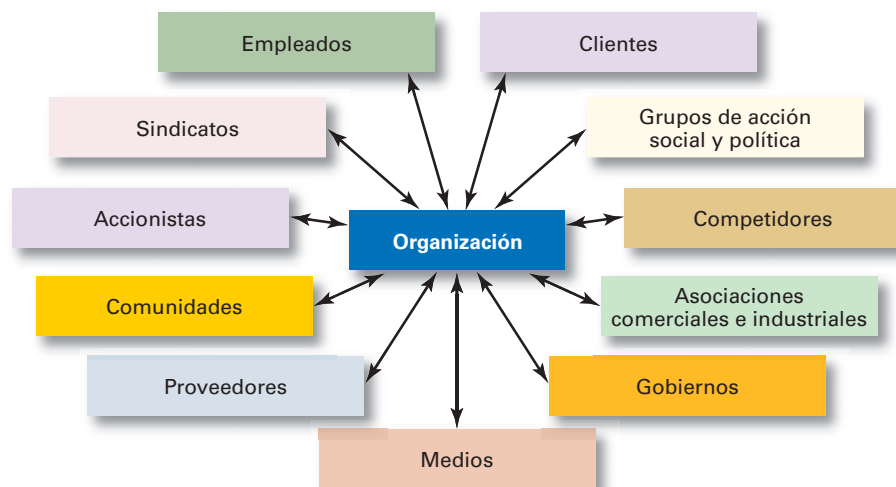 Empleados
Clientes
Sindicatos
Grupos de acción
social y política
Accionistas
Organización
Competidores
Comunidades
Asociaciones
comerciales e industriales
Proveedores
Gobiernos
Medios